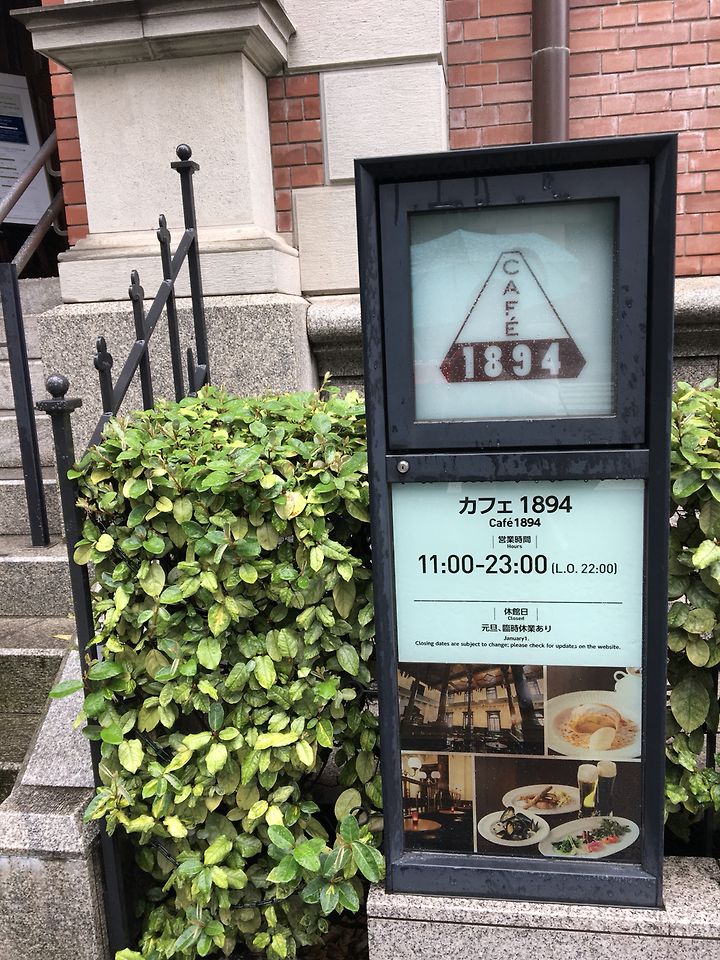 CAFÉ
1894
カフェ 1894
Café1894
営業時間
Hours
11:00-23:00 (L.O. 22:00)
休館日
Closed
元旦、臨時休業あり
January1.
Closing dates are subject to change; please check for updates on the website.